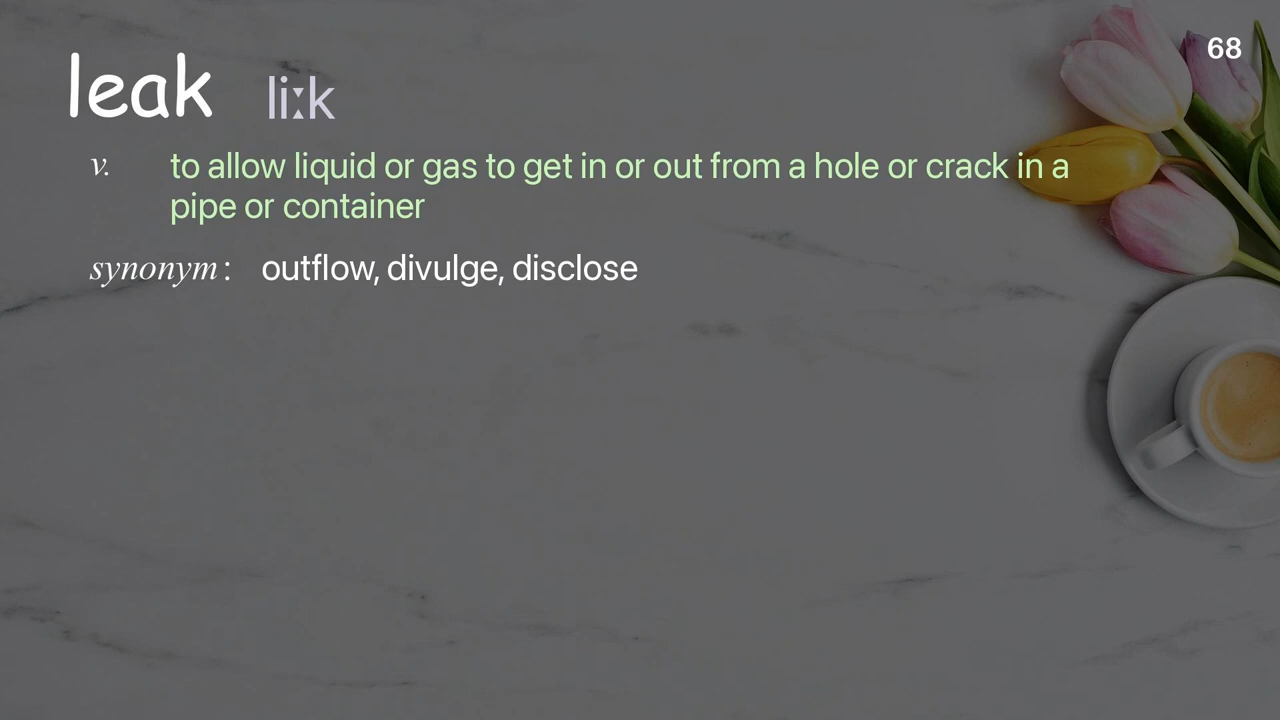 68
leak liːk
v. to allow liquid or gas to get in or out from a hole or crack in a
pipe or container
synonym: outflow, divulge, disclose